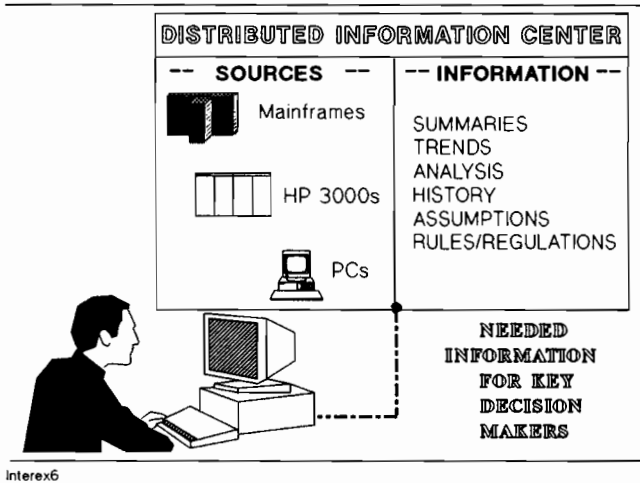 DISTRIBUTED INFORMATION CENTER
-- SOURCES --
Mainframes
HP 3000s
PCs
-- INFORMATION --
SUMMARIES
TRENDS
ANALYSIS
HISTORY
ASSUMPTIONS
RULES/REGULATIONS
NEEDED
INFORMATION
FOR KEY
DECISION
MAKERS
Interex6